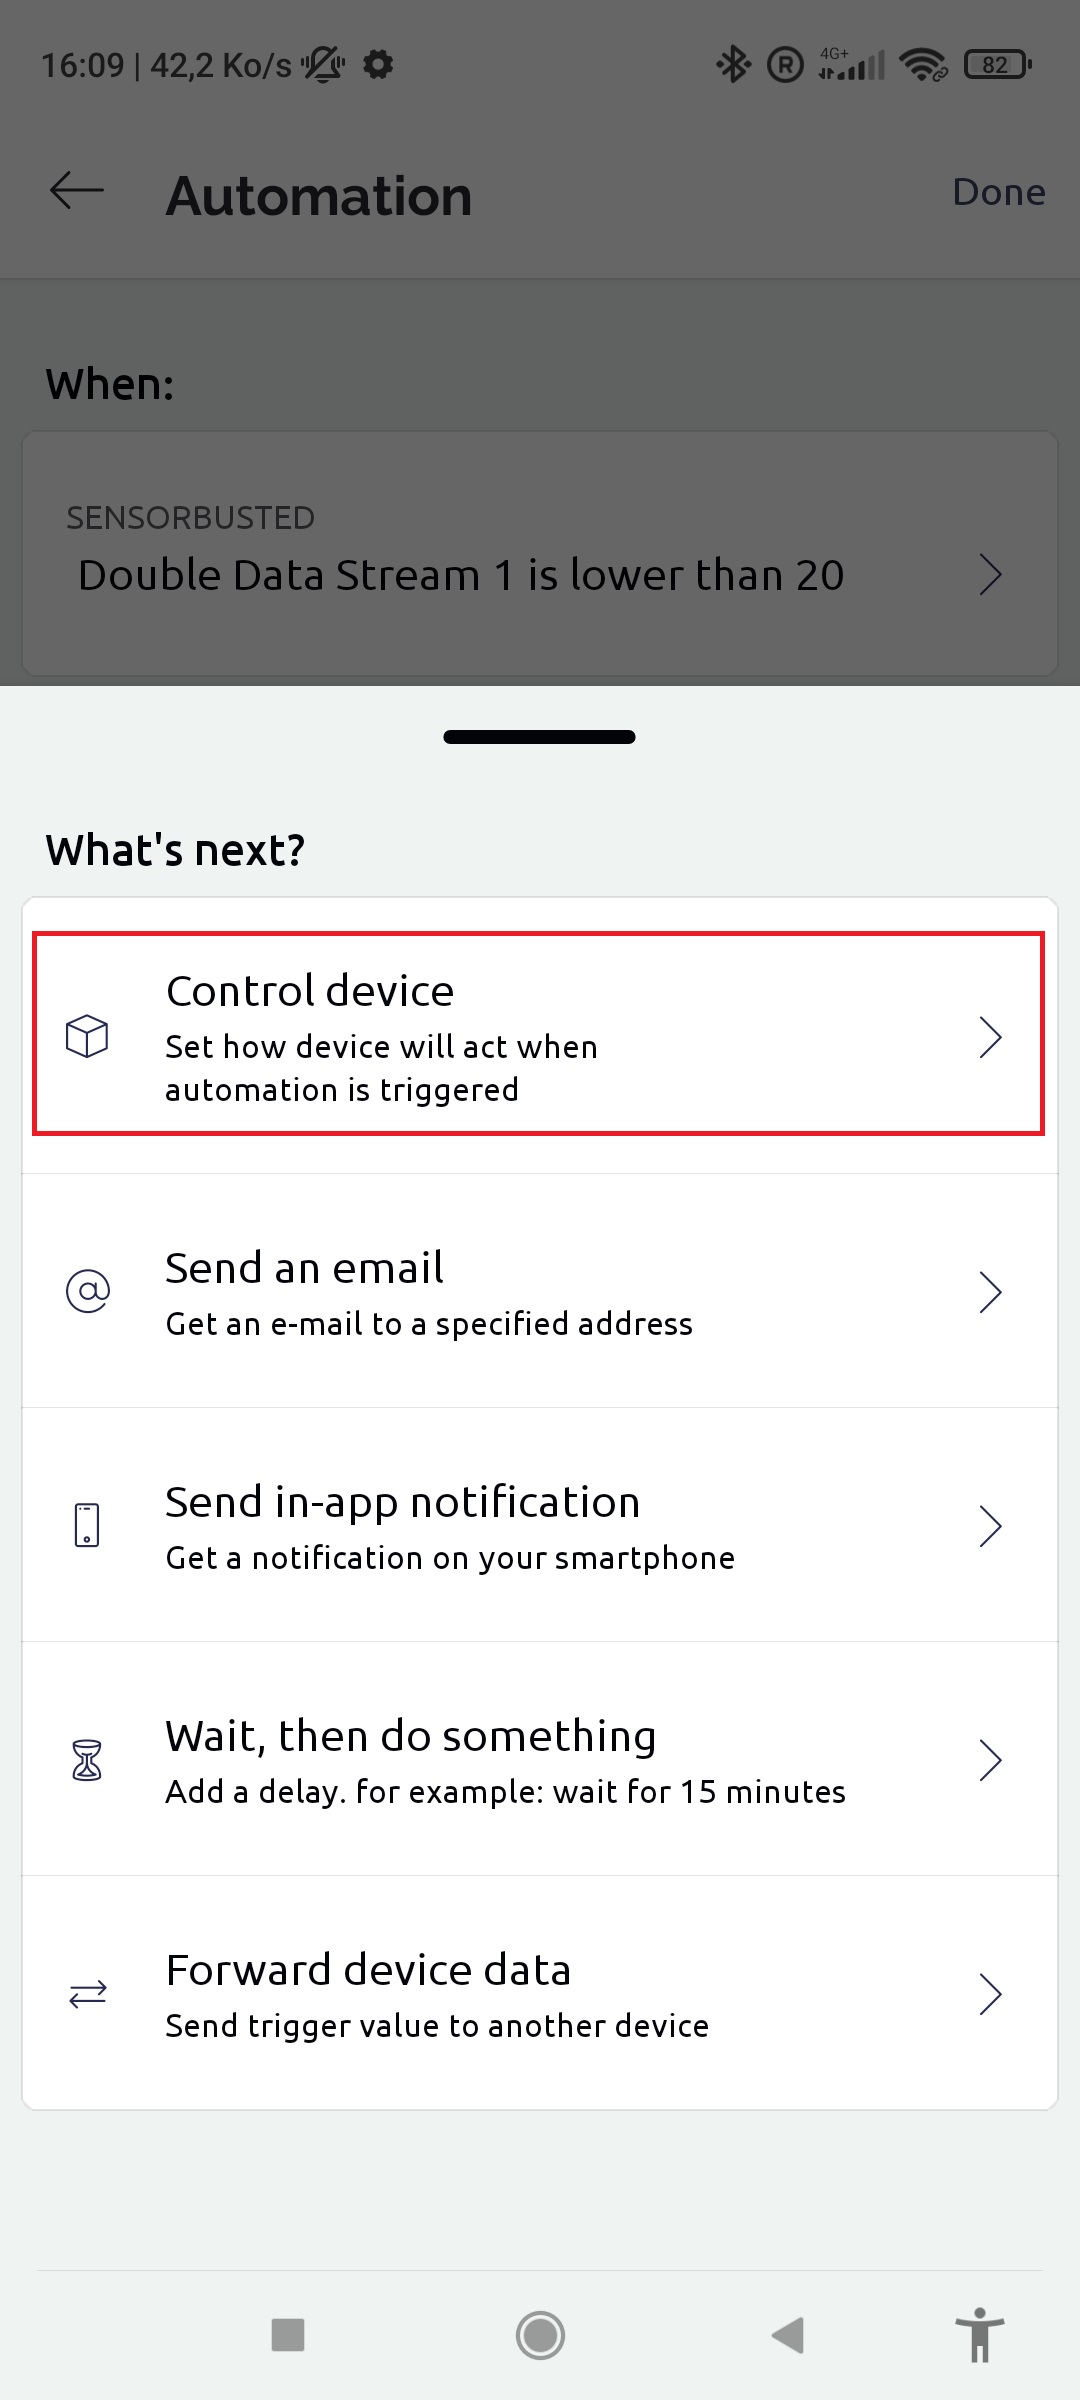 16:09 | 42,2 Ko/s
4G+
82
Automation
Done
When:
SENSORBUSTED
Double Data Stream 1 is lower than 20
What's next?
Control device
Set how device will act when
automation is triggered
Send an email
Get an e-mail to a specified address
Send in-app notification
Get a notification on your smartphone
Wait, then do something
Add a delay. for example: wait for 15 minutes
Forward device data
Send trigger value to another device